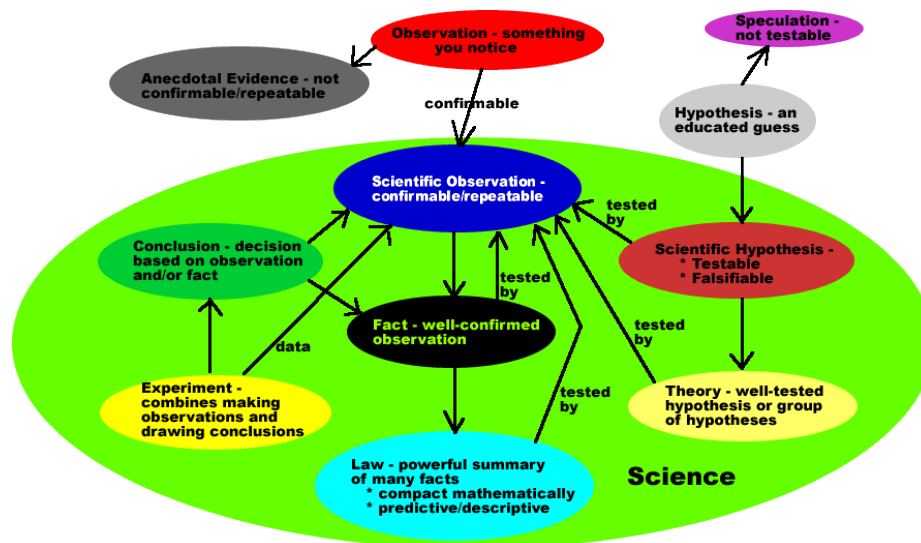 Observation - something
you notice
Speculation -
not testable
Anecdotal Evidence - not
confirmable/repeatable
confirmable
Hypothesis - an
educated guess
Scientific Observation -
confirmable/repeatable
tested
by
Conclusion - decision
based on observation
and/or fact
Scientific Hypothesis -
* Testable
* Falsifiable
tested
by
Fact - well-confirmed
observation
data
tested
by
Experiment -
combines making
observations and
drawing conclusions
tested
by
Theory - well-tested
hypothesis or group
of hypotheses
Law - powerful summary
of many facts
* compact mathematically
* predictive/descriptive
Science